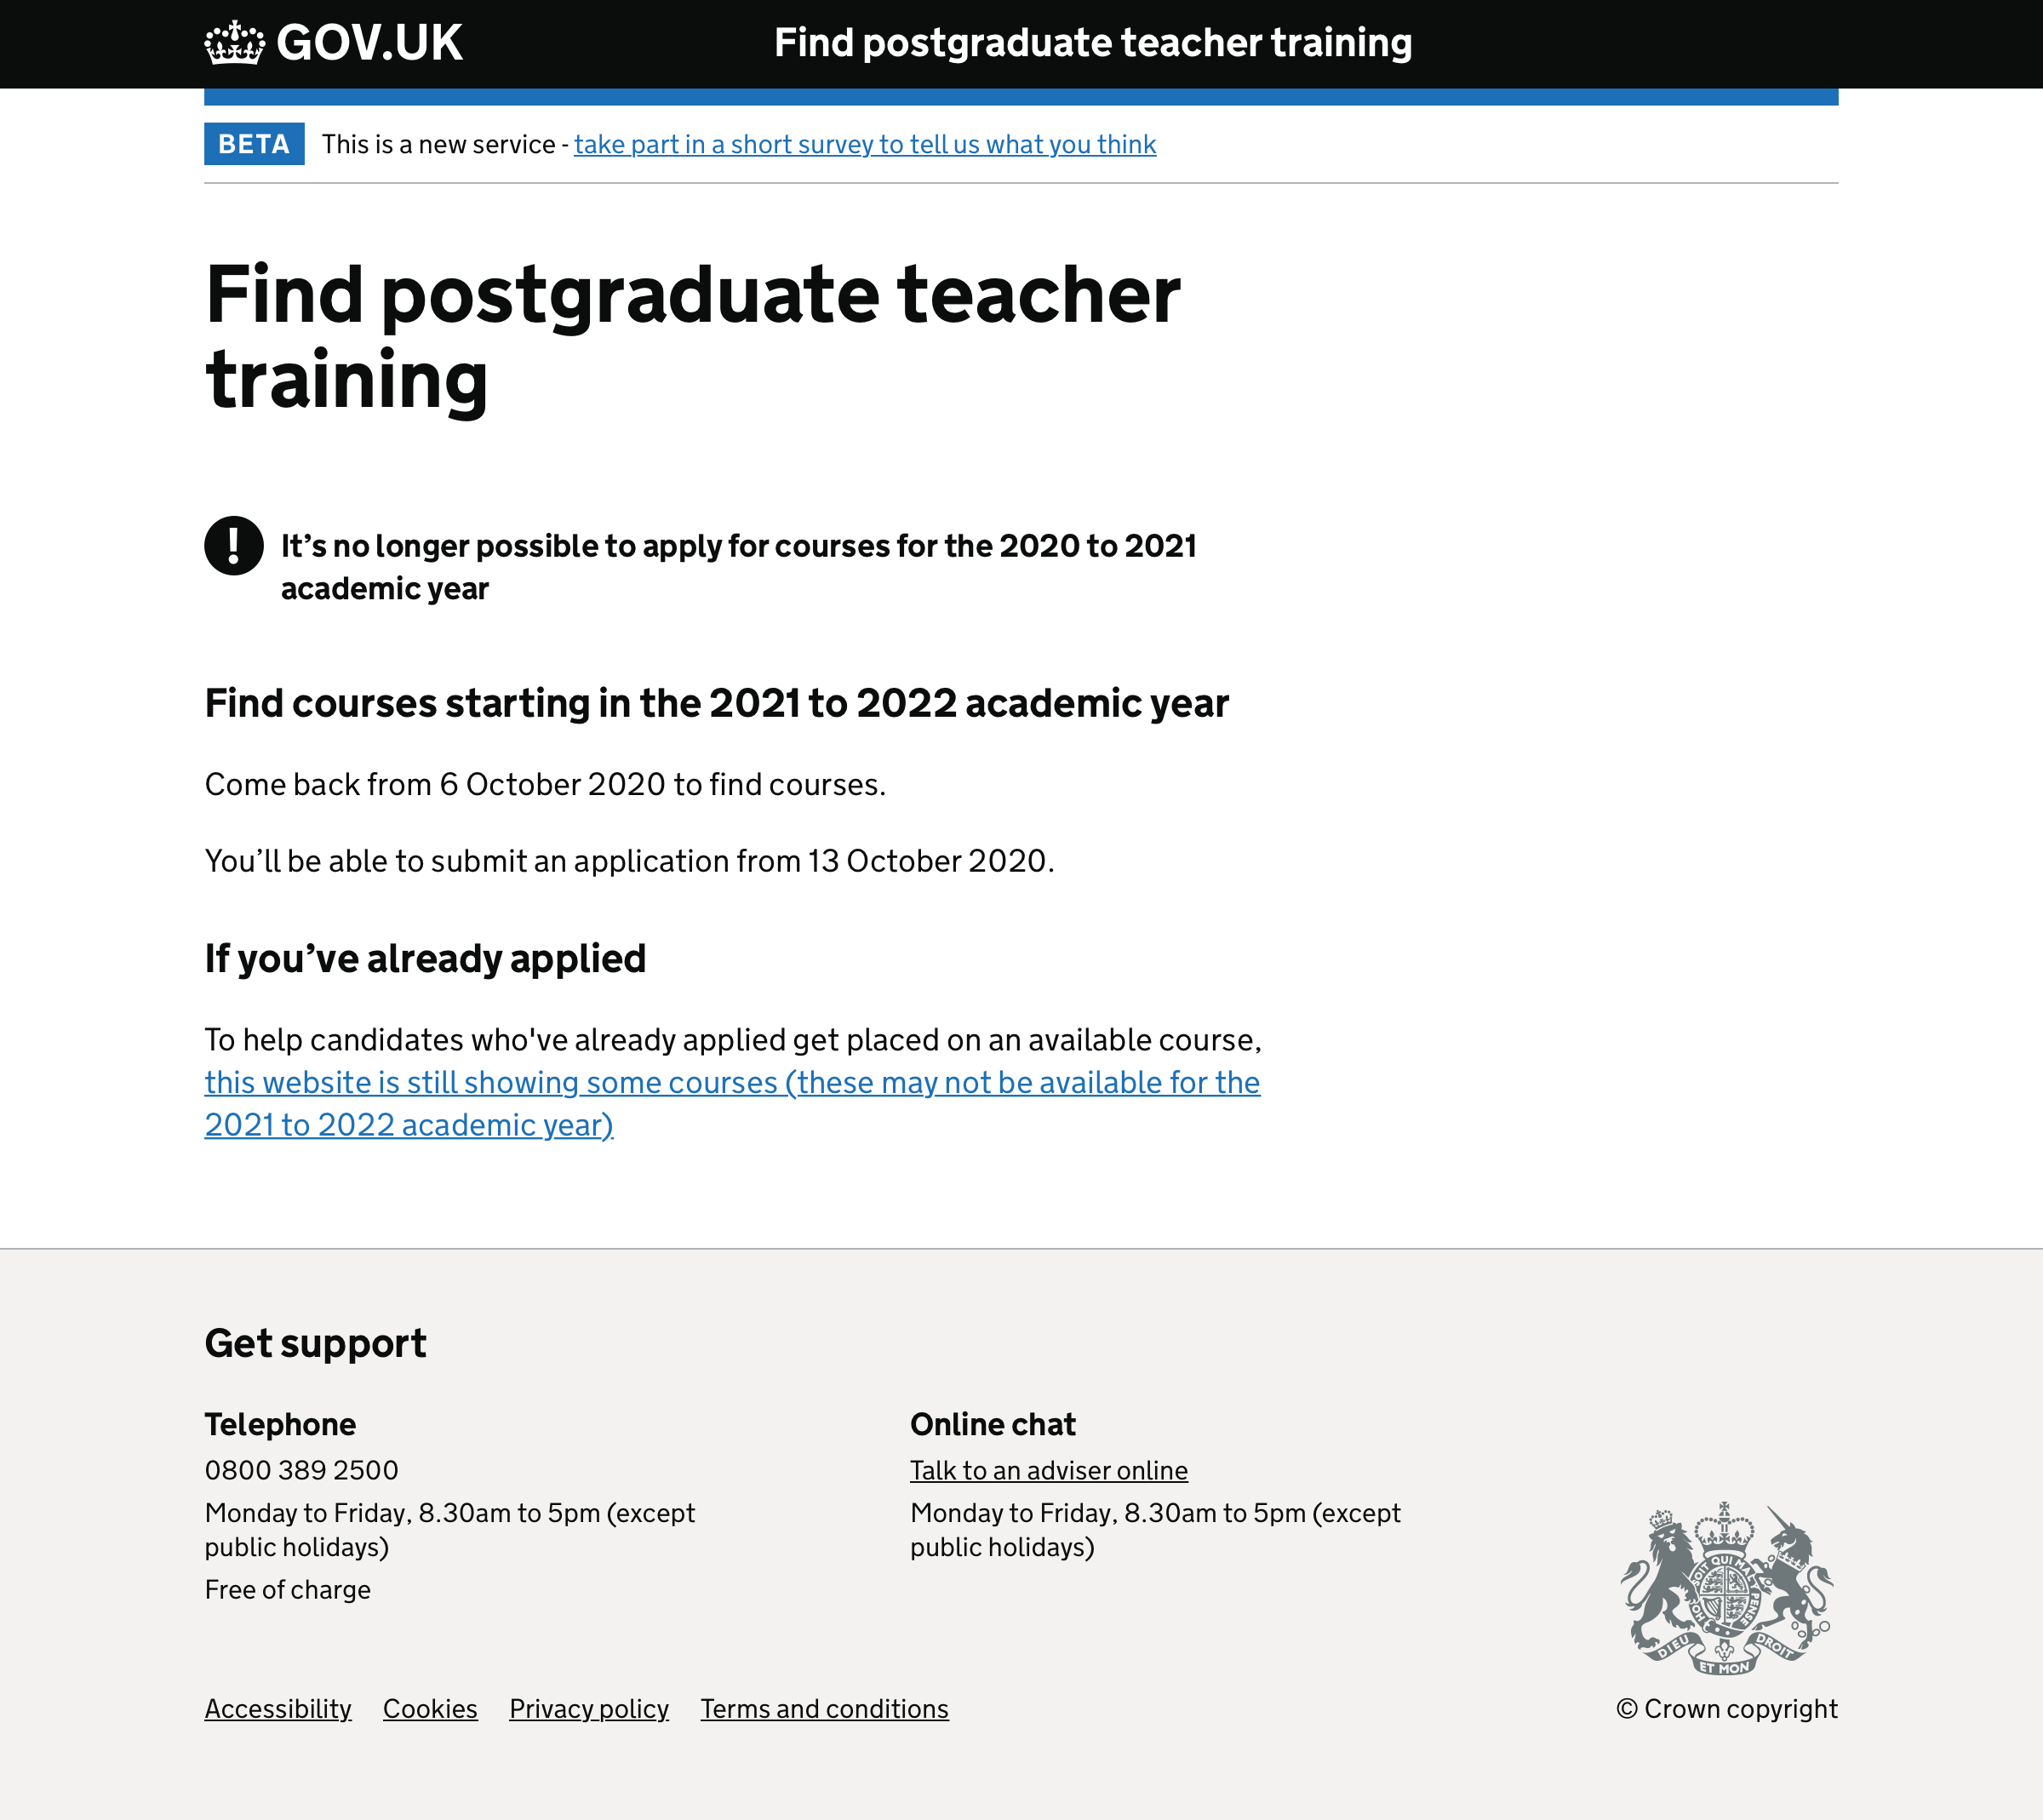 GOV.UK
Find postgraduate teacher training
BETA
This is a new service - take part in a short survey to tell us what you think
Find postgraduate teacher
training
!
It’s no longer possible to apply for courses for the 2020 to 2021
academic year
Find courses starting in the 2021 to 2022 academic year
Come back from 6 October 2020 to find courses.
You’ll be able to submit an application from 13 October 2020.
If you’ve already applied
To help candidates who've already applied get placed on an available course,
this website is still showing some courses (these may not be available for the
2021 to 2022 academic year)
Get support
Telephone
0800 389 2500
Monday to Friday, 8.30am to 5pm (except
public holidays)
Free of charge
Online chat
Talk to an adviser online
Monday to Friday, 8.30am to 5pm (except
public holidays)
DIEU ET MON DROIT
Accessibility Cookies Privacy policy Terms and conditions
© Crown copyright